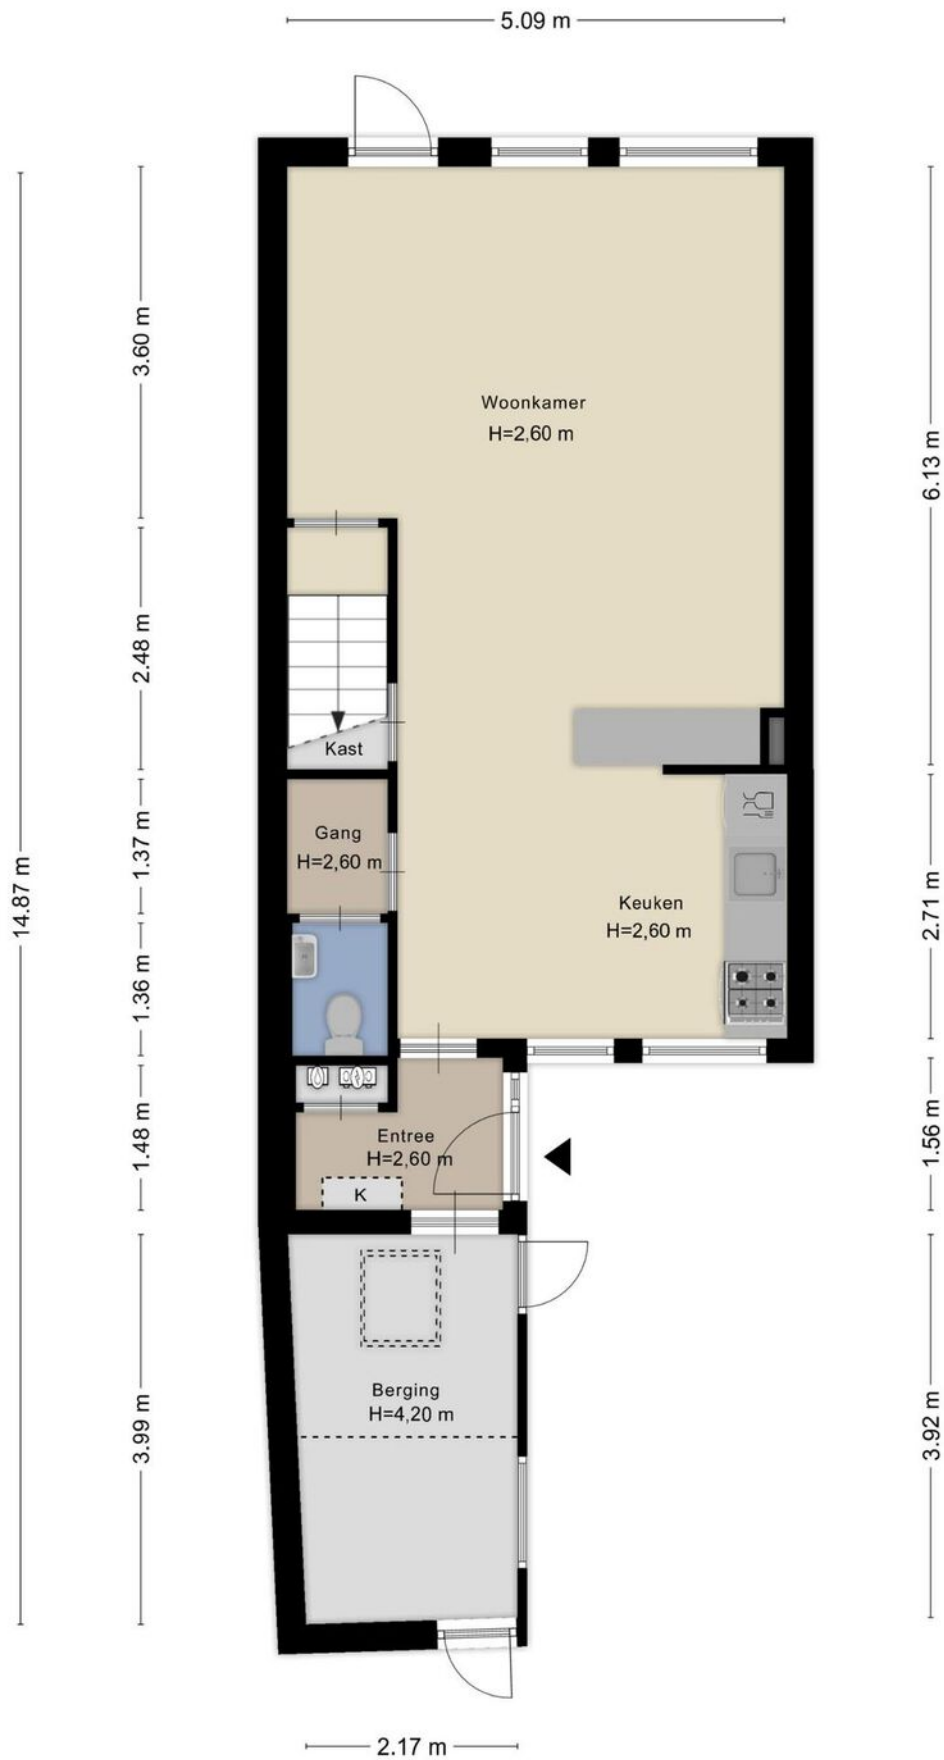 5.09 m
3.60 m
14.87 m
6.13 m
Woonkamer
H=2,60 m
2.48 m
Kast
1.37 m
Gang
H=2,60 m
Keuken
H=2,60 m
2.71 m
1.36 m
1.48 m
Entree
H=2,60 m
K
1.56 m
Berging
H=4,20 m
3.99 m
3.92 m
2.17 m